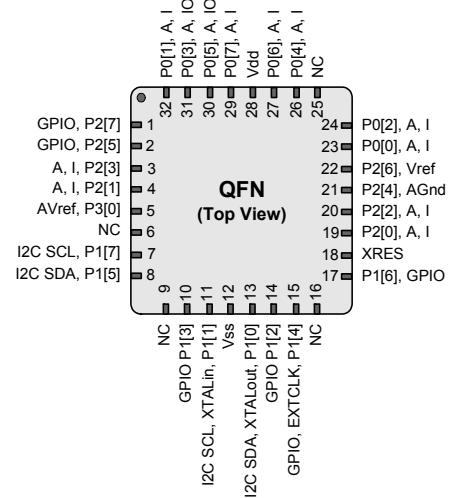 P0[1], A, I
P0[3], A, IO
P0[5], A, IO
P0[7], A, I
Vdd
P0[6], A, I
P0[4], A, I
NC
32
31
30
29
28
27
26
25
GPIO, P2[7]
1
GPIO, P2[5]
2
A, I, P2[3]
3
A, I, P2[1]
4
AVref, P3[0]
5
NC
6
I2C SCL, P1[7]
7
I2C SDA, P1[5]
8
QFN
(Top View)
24
P0[2], A, I
23
P0[0], A, I
22
P2[6], Vref
21
P2[4], AGnd
20
P2[2], A, I
19
P2[0], A, I
18
XRES
17
P1[6], GPIO
9
10
11
12
13
14
15
16
NC
GPIO P1[3]
I2C SCL, XTALin, P1[1]
Vss
I2C SDA, XTALout, P1[0]
GPIO P1[2]
GPIO, EXTCLK, P1[4]
NC